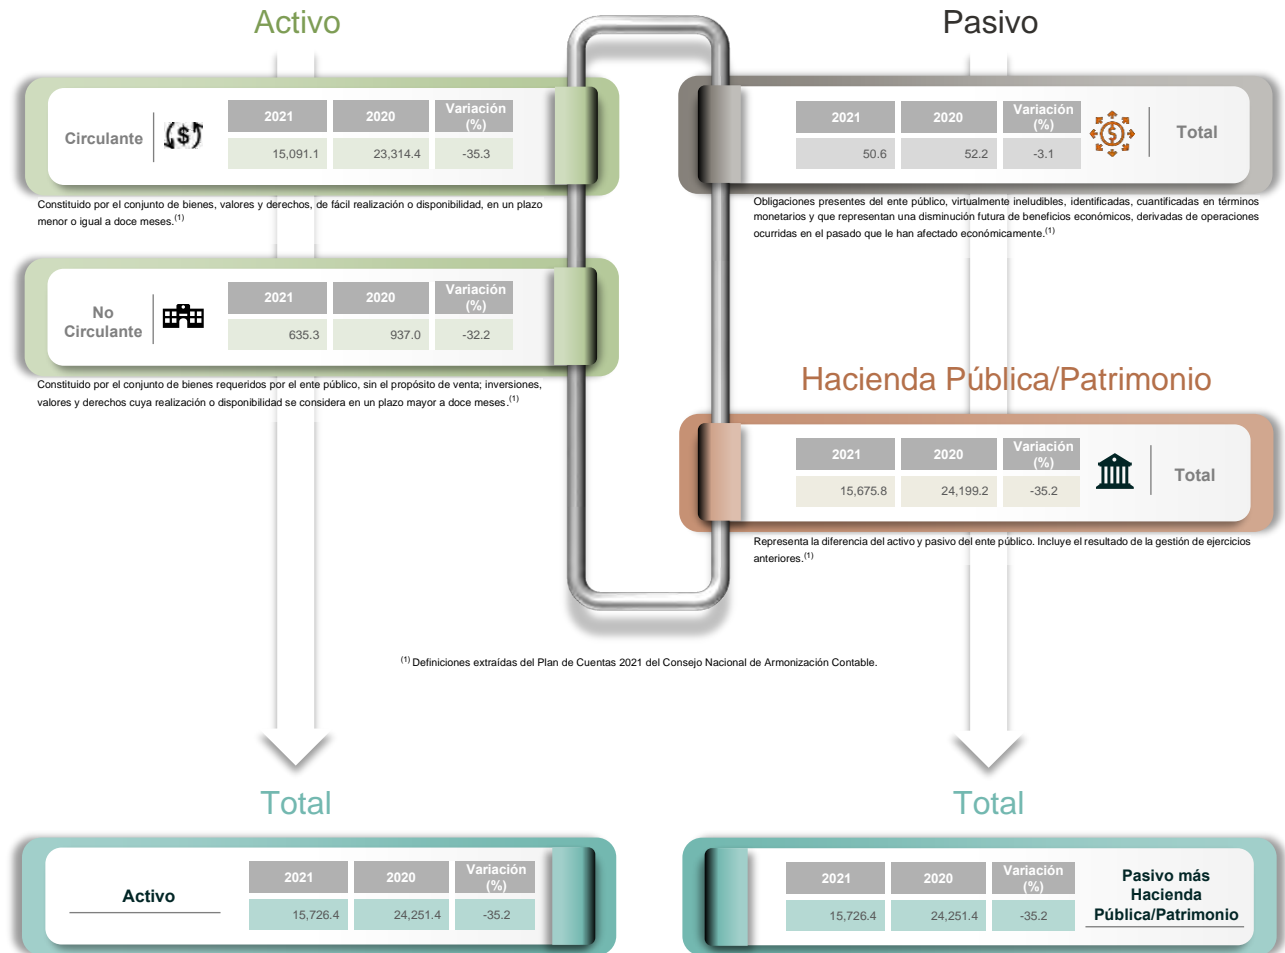 Activo
Circulante
($)
2021 2020 Variación
(%)
15,091.1 23,314.4 -35.3
Constituido por el conjunto de bienes, valores y derechos, de fácil realización o disponibilidad, en un plazo
menor o igual a doce meses.(1)
No
Circulante
2021 2020 Variación
(%)
635.3 937.0 -32.2
Constituido por el conjunto de bienes requeridos por el ente público, sin el propósito de venta; inversiones,
valores y derechos cuya realización o disponibilidad se considera en un plazo mayor a doce meses.(1)
Pasivo
2021 2020 Variación
(%)
50.6 52.2 -3.1
$
Total
Obligaciones presentes del ente público, virtualmente ineludibles, identificadas, cuantificadas en términos
monetarios y que representan una disminución futura de beneficios económicos, derivadas de operaciones
ocurridas en el pasado que le han afectado económicamente.(1)
Hacienda Pública/Patrimonio
2021 2020 Variación
(%)
15,675.8 24,199.2 -35.2
Total
Representa la diferencia del activo y pasivo del ente público. Incluye el resultado de la gestión de ejercicios
anteriores.(1)
(1) Definiciones extraídas del Plan de Cuentas 2021 del Consejo Nacional de Armonización Contable.
Total
Activo
2021 2020 Variación
(%)
15,726.4 24,251.4 -35.2
Total
2021 2020 Variación
(%)
15,726.4 24,251.4 -35.2
Pasivo más
Hacienda
Pública/Patrimonio